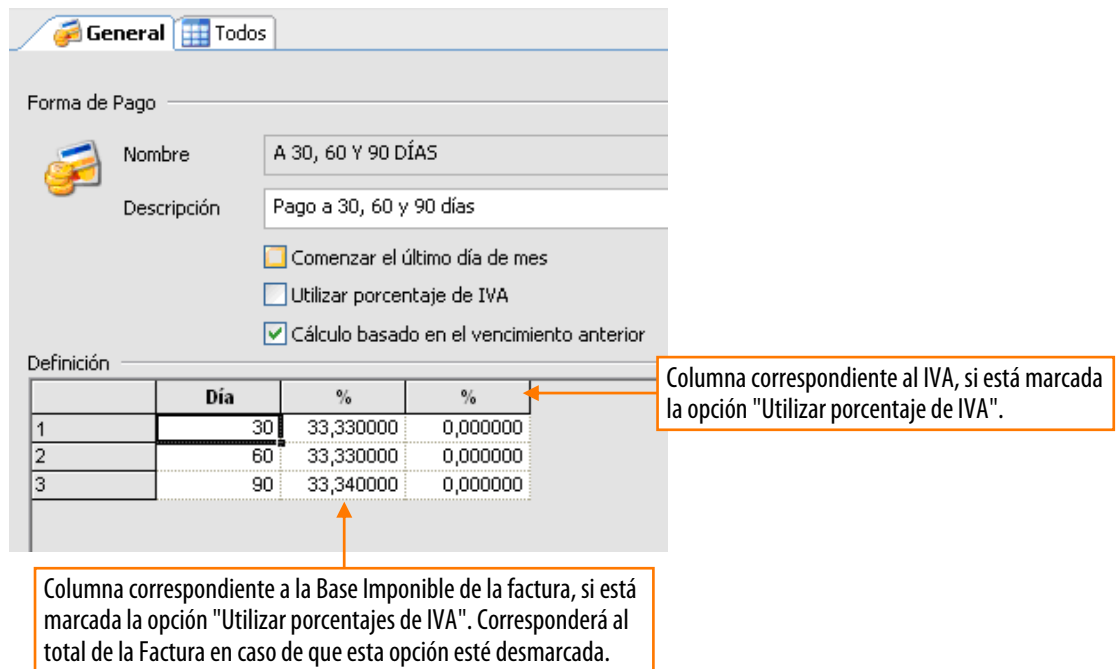 General Todos
Forma de Pago
Nombre A 30, 60 Y 90 DÍAS
Descripción Pago a 30, 60 y 90 días
Comenzar el último día de mes
Utilizar porcentaje de IVA
Cálculo basado en el vencimiento anterior
Definición
Día % %
1 30 33,330000 0,000000
2 60 33,330000 0,000000
3 90 33,340000 0,000000
Columna correspondiente al IVA, si está marcada
la opción "Utilizar porcentaje de IVA".
Columna correspondiente a la Base Imponible de la factura, si está
marcada la opción "Utilizar porcentajes de IVA". Corresponderá al
total de la Factura en caso de que esta opción esté desmarcada.